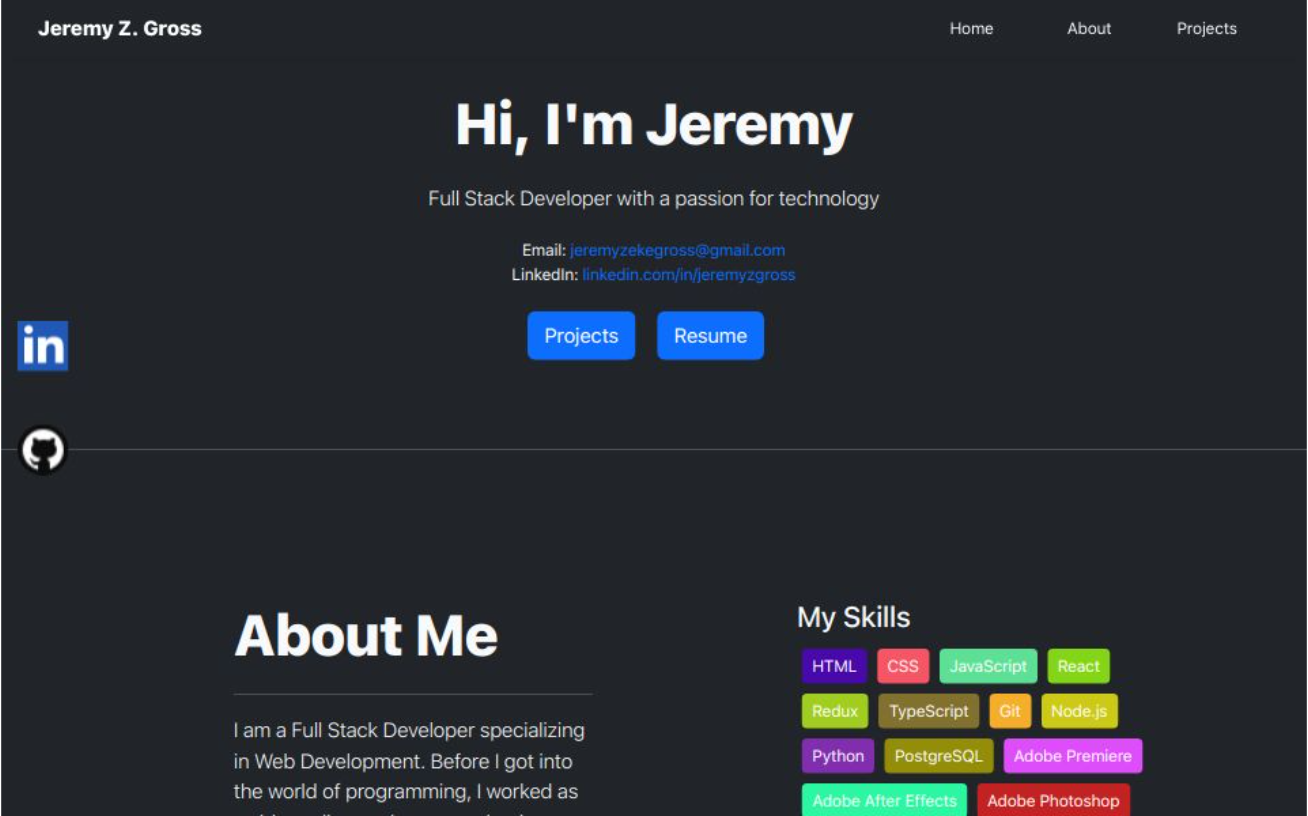 Jeremy Z. Gross
Home About Projects
Hi, I'm Jeremy
Full Stack Developer with a passion for technology
Email: jeremyzekegross@gmail.com
LinkedIn: linkedin.com/in/jeremyzgross
Projects Resume
in
About Me
I am a Full Stack Developer specializing
in Web Development. Before I got into
the world of programming, I worked as
My Skills
HTML CSS JavaScript React
Redux TypeScript Git Node.js
Python PostgreSQL Adobe Premiere
Adobe After Effects Adobe Photoshop